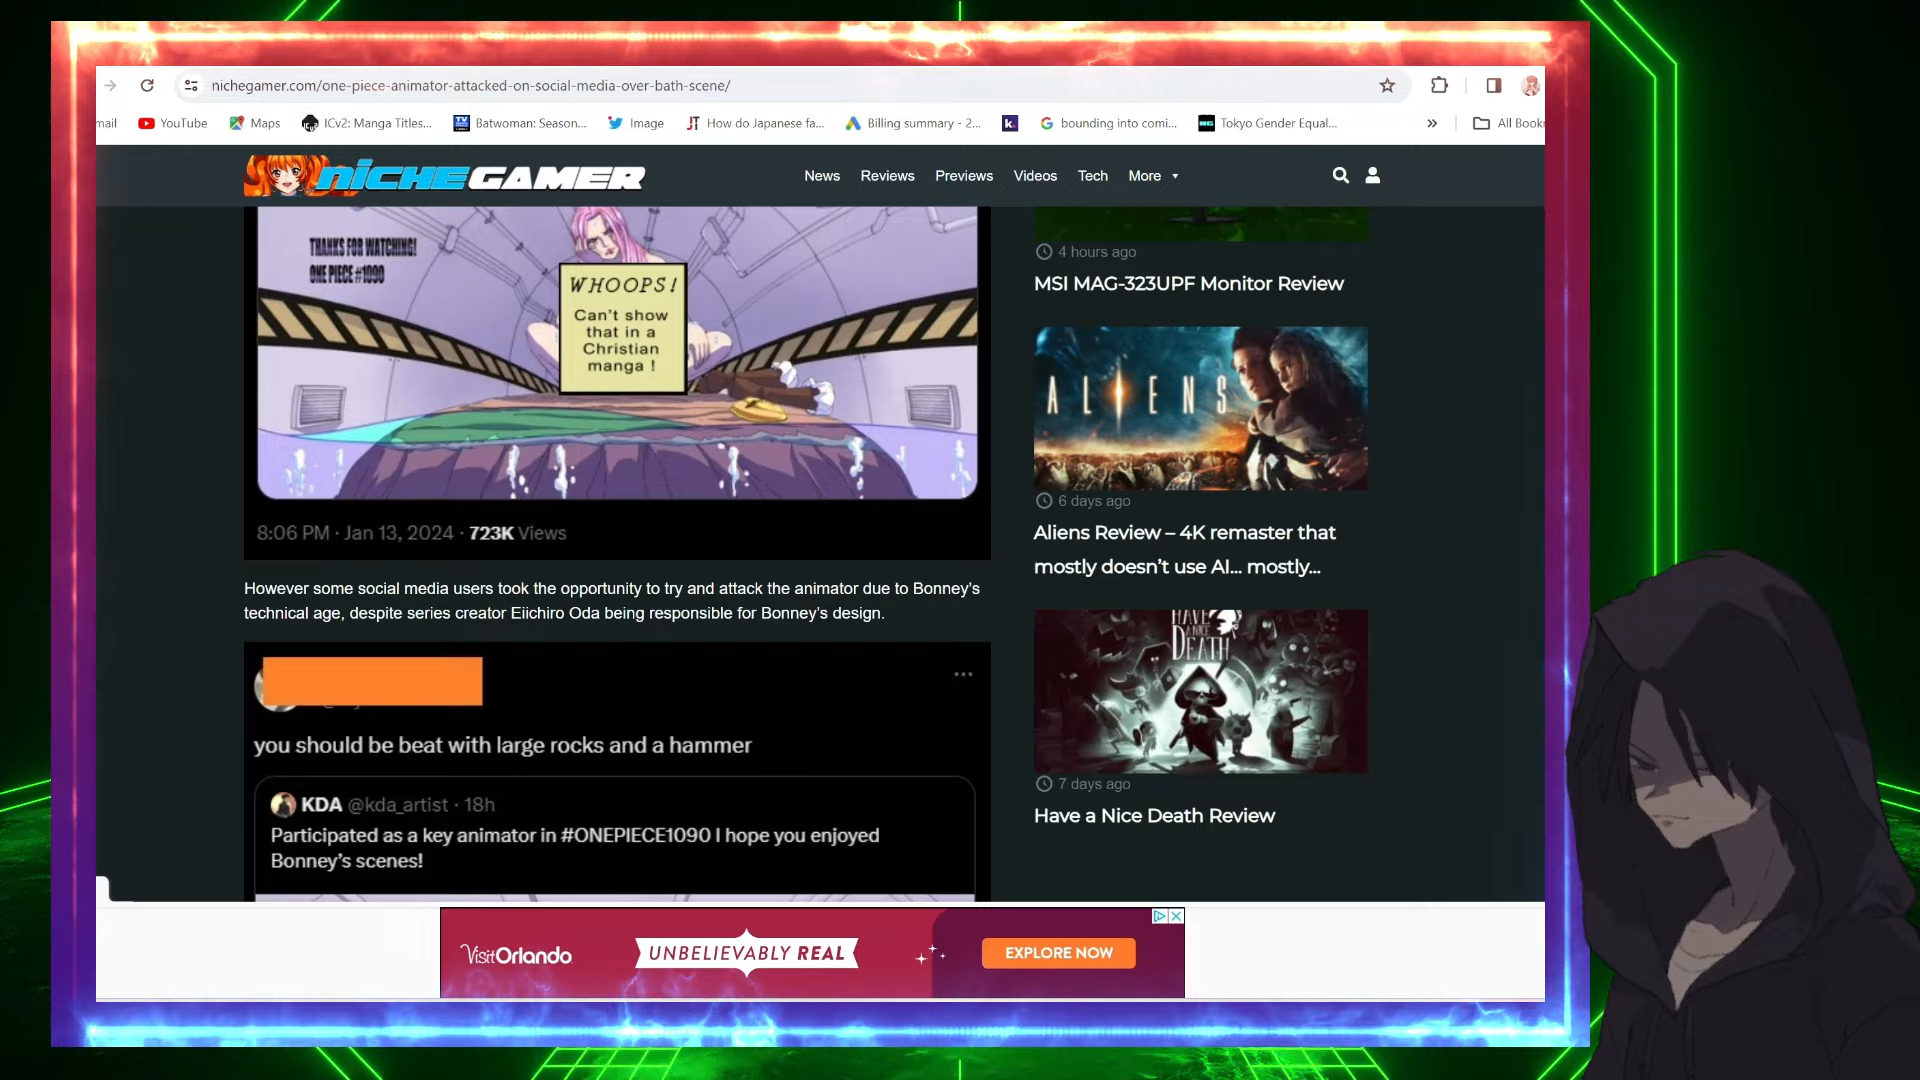 nichegamer.com/one-piece-animator-attacked-on-social-media-over-bath-scene/
mail
YouTube
Maps
ICv2: Manga Titles...
Batwoman: Season...
Image
How do Japanese fa...
Billing summary - 2...
k.
bounding into comi...
Tokyo Gender Equal...
»
All Book
NICHEGAMER
News
Reviews
Previews
Videos
Tech
More
THANKS FOR WATCHING!
ONE PIECE #1090
WHOOPS!
Can't show
that in a
Christian
manga !
8:06 PM · Jan 13, 2024 · 723K Views
However some social media users took the opportunity to try and attack the animator due to Bonney's
technical age, despite series creator Eiichiro Oda being responsible for Bonney's design.
you should be beat with large rocks and a hammer
KDA @kda_artist · 18h
Participated as a key animator in #ONEPIECE1090 I hope you enjoyed
Bonney's scenes!
4 hours ago
MSI MAG-323UPF Monitor Review
ALIENS
6 days ago
Aliens Review – 4K remaster that
mostly doesn't use AI... mostly...
HAVE A NICE
DEATH
7 days ago
Have a Nice Death Review
Visit Orlando
UNBELIEVABLY REAL
EXPLORE NOW